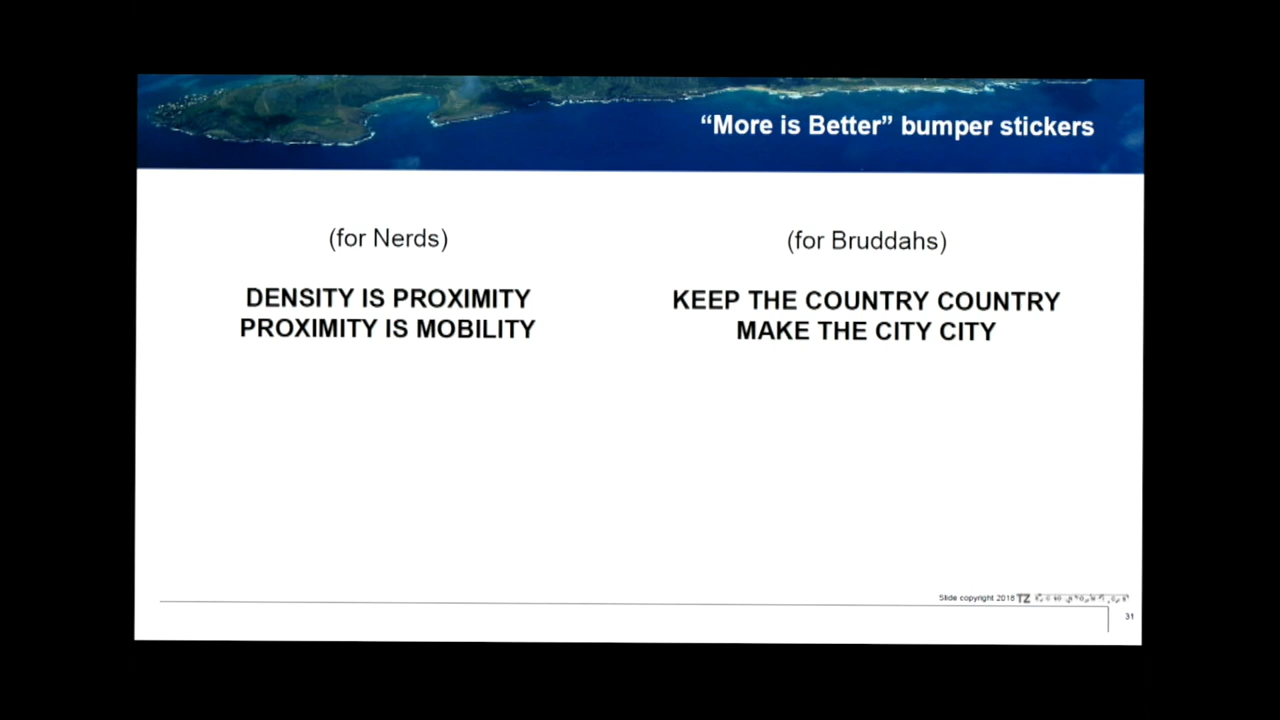 “More is Better” bumper stickers
(for Nerds)
DENSITY IS PROXIMITY
PROXIMITY IS MOBILITY
(for Bruddahs)
KEEP THE COUNTRY COUNTRY
MAKE THE CITY CITY
Slide copyright 2018 TZ
31